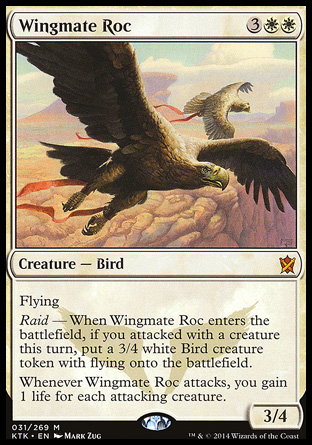 Wingmate Roc 3
Creature — Bird
Flying
Raid — When Wingmate Roc enters the
battlefield, if you attacked with a creature
this turn, put a 3/4 white Bird creature
token with flying onto the battlefield.
Whenever Wingmate Roc attacks, you gain
1 life for each attacking creature.
3/4
031/269 M
KTK • EN Mark Zug
™ & © 2014 Wizards of the Coast